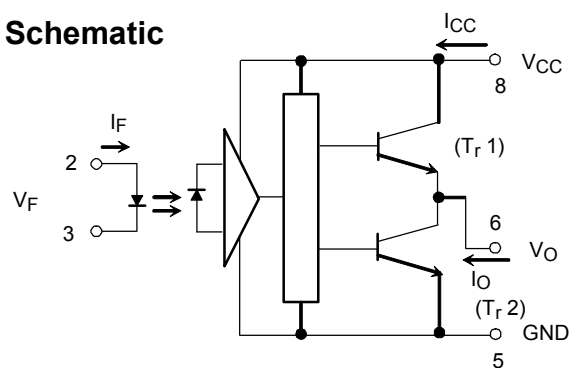 Schematic
ICC
VCC
8
IF
(Tr 1)
2
VF
3
6
VO
IO
(Tr 2)
GND
5